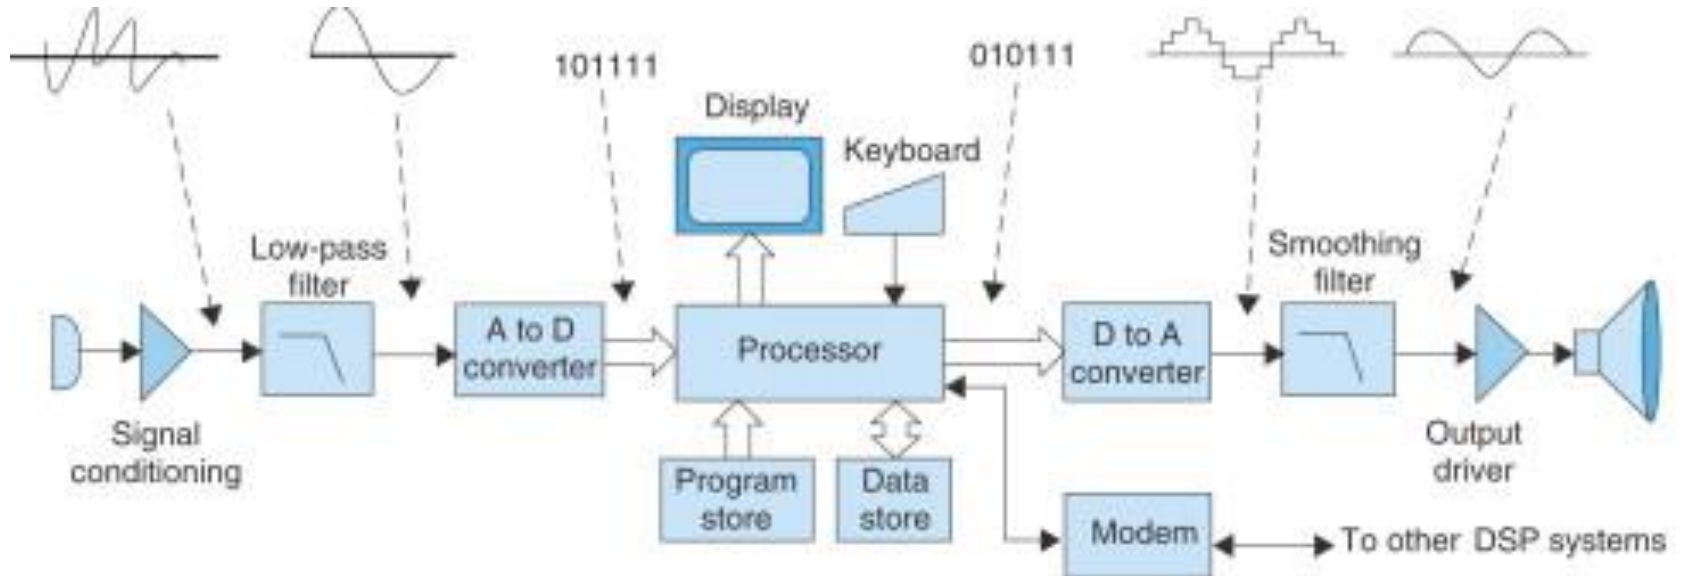 101111
010111
Display
Keyboard
Low-pass
filter
Smoothing
filter
A to D
converter
Processor
D to A
converter
Signal
conditioning
Program
store
Data
store
Output
driver
Modem
To other DSP systems